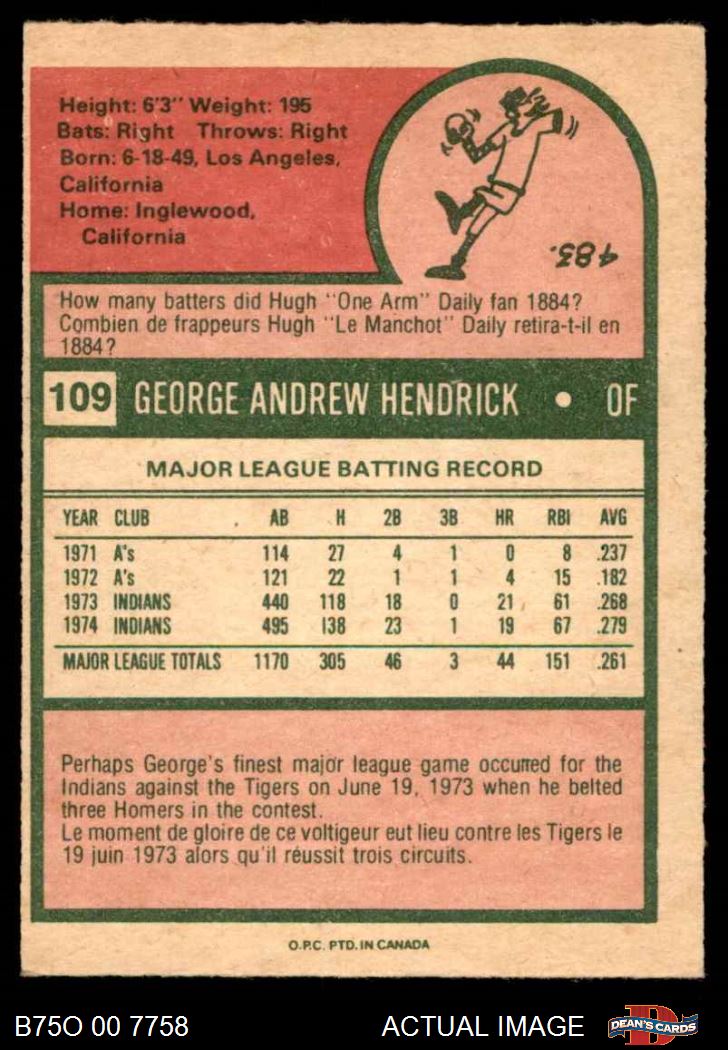 Height: 6'3" Weight: 195
Bats: Right Throws: Right
Born: 6-18-49, Los Angeles,
California
Home: Inglewood,
California
483.
How many batters did Hugh "One Arm" Daily fan 1884?
Combien de frappeurs Hugh "Le Manchot" Daily retira-t-il en
1884?
109 GEORGE ANDREW HENDRICK • OF
MAJOR LEAGUE BATTING RECORD
YEAR CLUB AB H 2B 3B HR RBI AVG
1971 A's 114 27 4 1 0 8 .237
1972 A's 121 22 1 1 4 15 .182
1973 INDIANS 440 118 18 0 21 61 .268
1974 INDIANS 495 138 23 1 19 67 .279
MAJOR LEAGUE TOTALS 1170 305 46 3 44 151 .261
Perhaps George's finest major league game occurred for the
Indians against the Tigers on June 19, 1973 when he belted
three Homers in the contest.
Le moment de gloire de ce voltigeur eut lieu contre les Tigers le
19 juin 1973 alors qu'il réussit trois circuits.
O.P.C. PTD. IN CANADA
B75O 00 7758 ACTUAL IMAGE DEAN'S CARDS